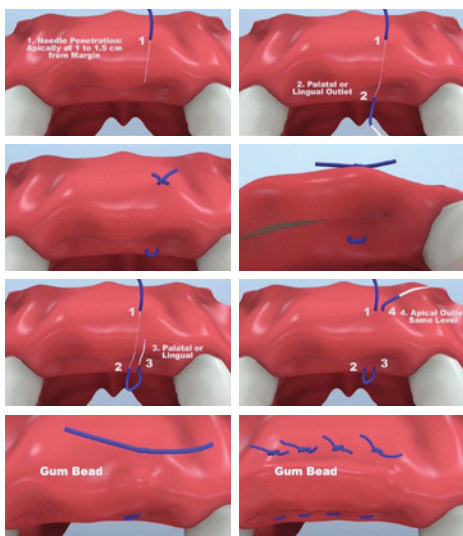 1. Needle Penetration:
Apically at 1 to 1.5 cm
from Margin
1
1
2. Palatal or
Lingual Outlet
2
1
3. Palatal or
Lingual
2
3
1
4
4. Apical Outlet
Same Level
2
3
Gum Bead
Gum Bead